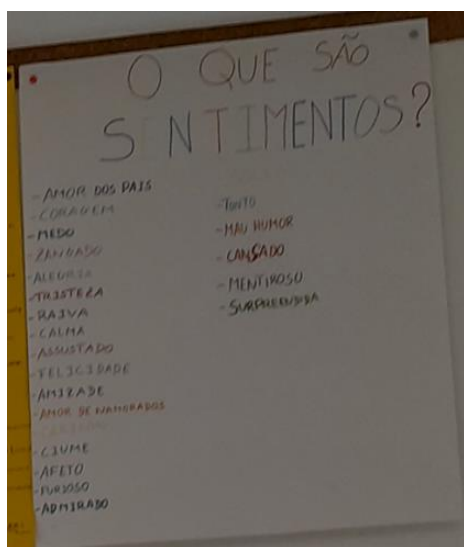 O QUE SÃO
SENTIMENTOS?
- AMOR DOS PAIS
- CORAGEM
- MEDO
- ZANGADO
- ALEGRIA
- TRISTEZA
- RAIVA
- CALMA
- ASSUSTADO
- FELICIDADE
- AMIZADE
- AMOR DE NAMORADOS
- CIUME
- AFETO
- FURIOSO
- ADMIRADO
- TONTO
- MAU HUMOR
- CANSADO
- MENTIROSO
- SURPREENDIDA